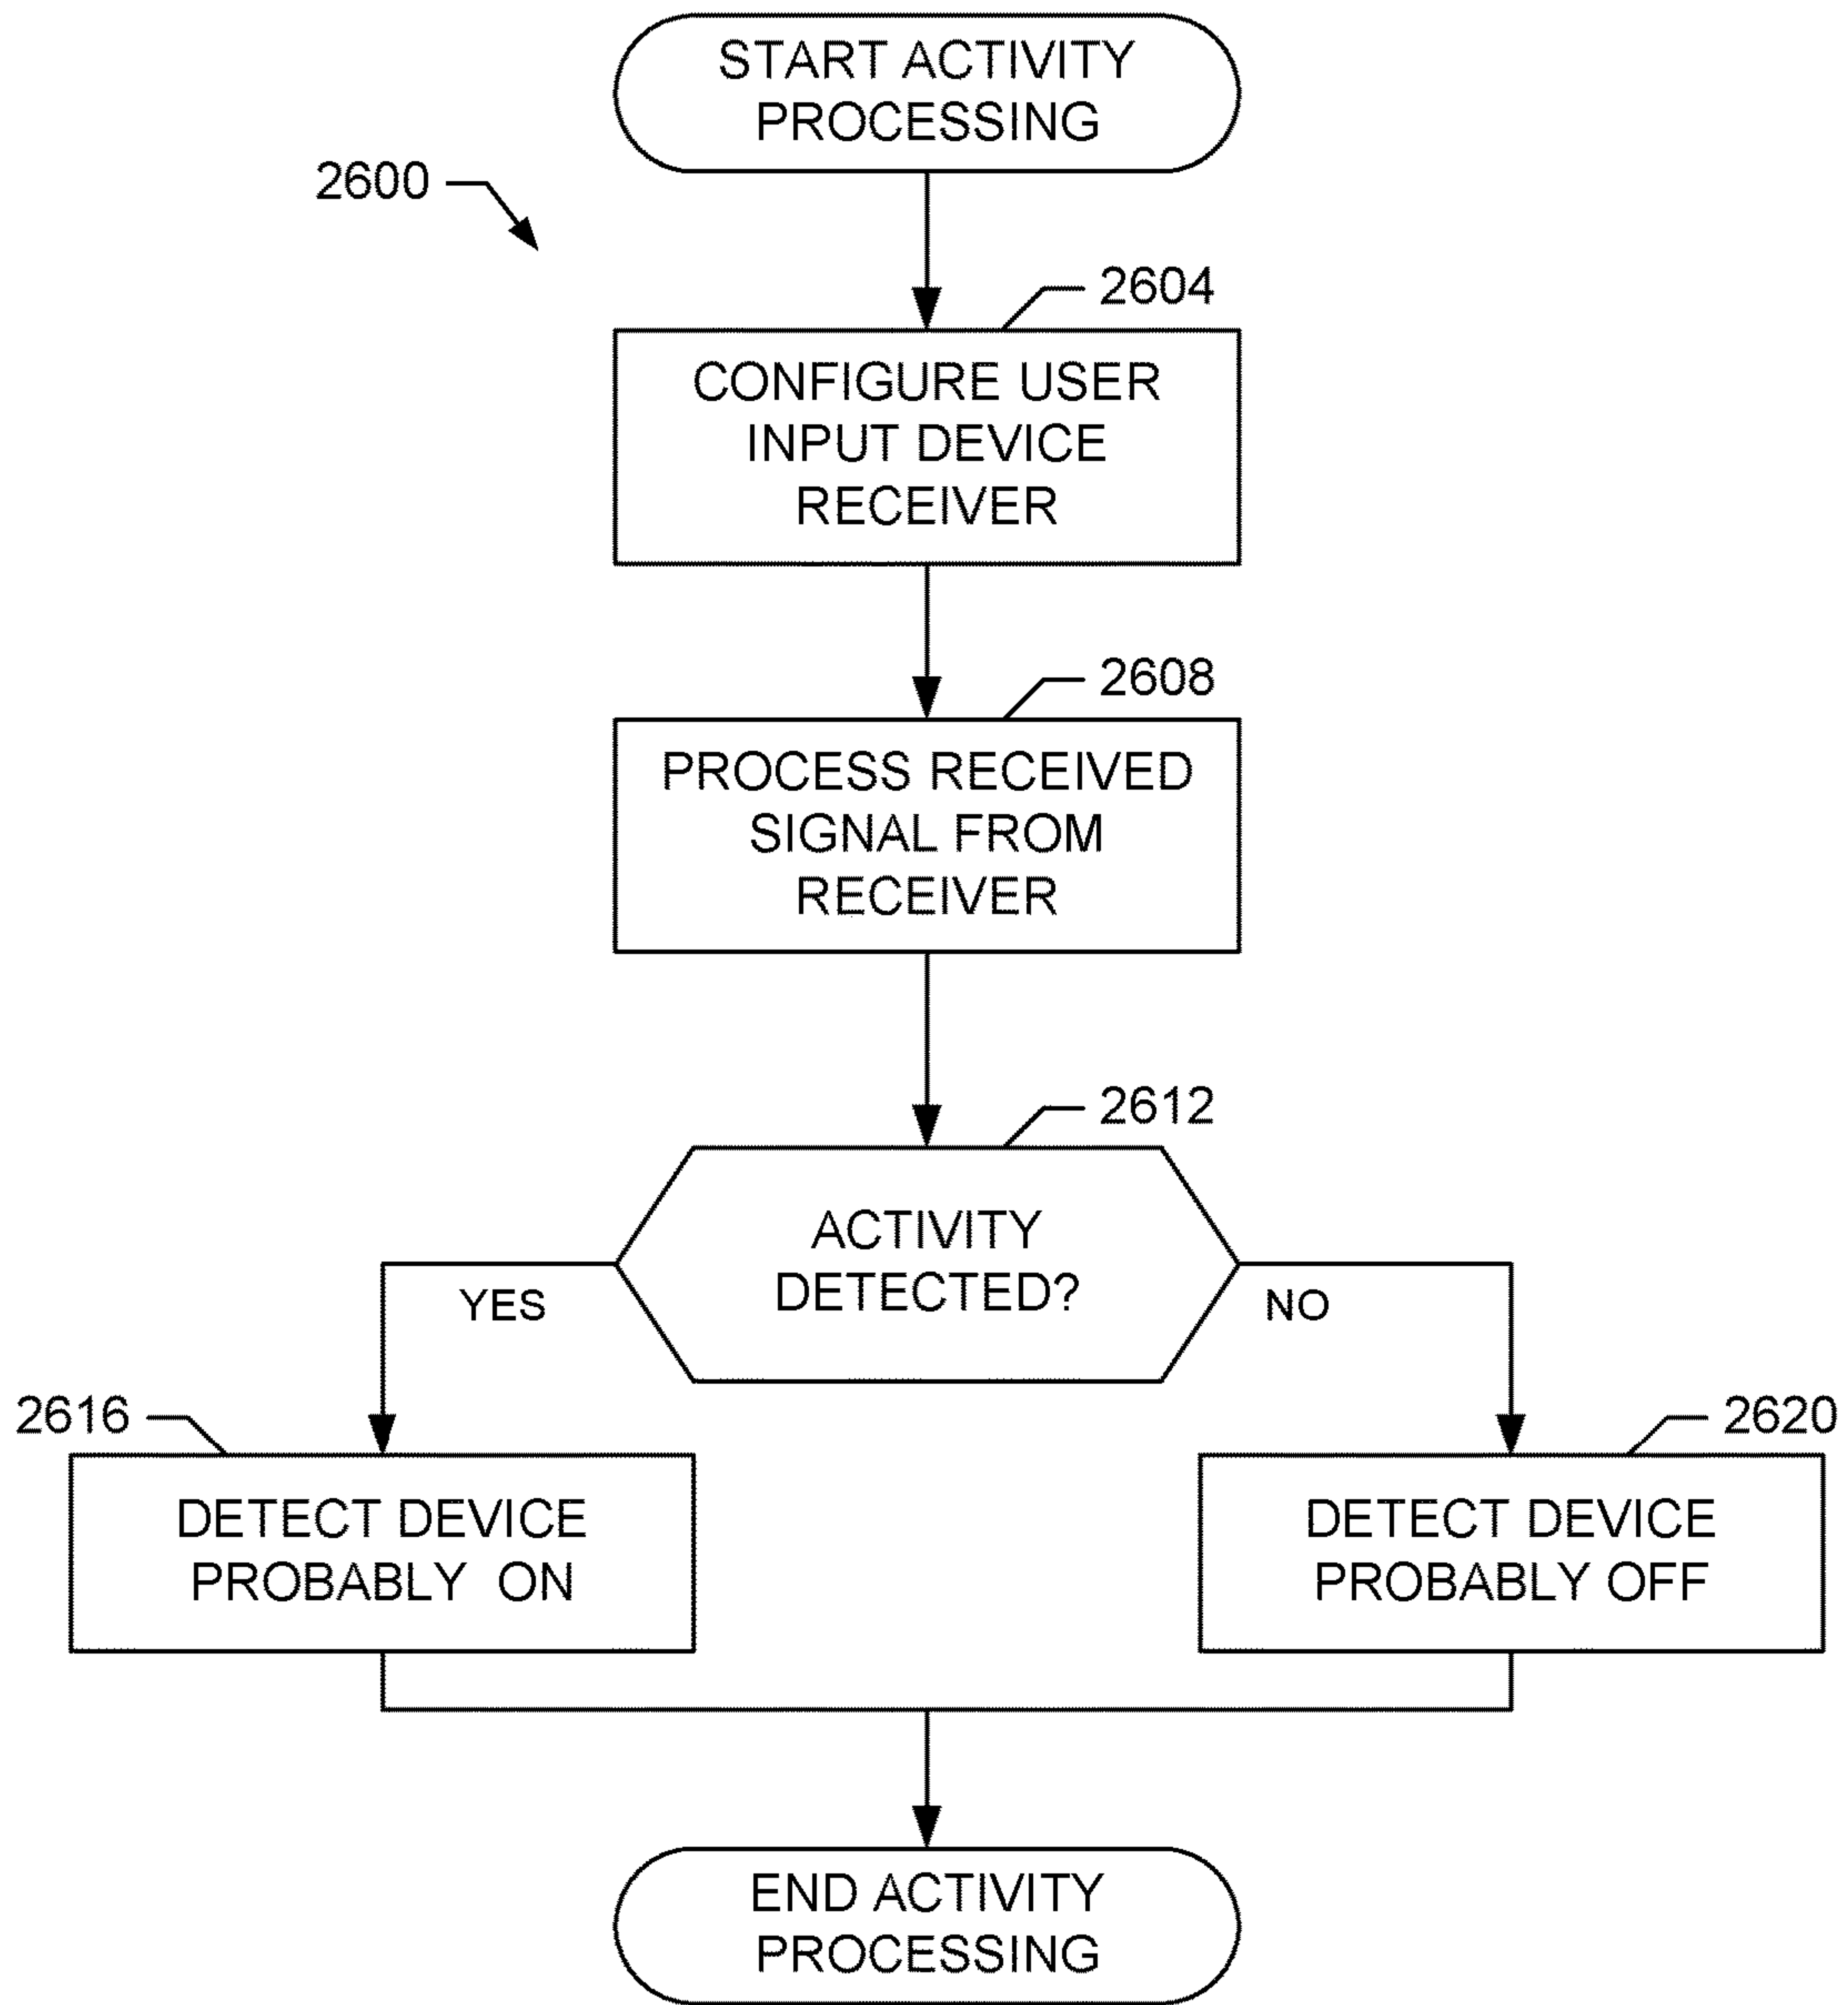 START ACTIVITY
PROCESSING
2600
2604
CONFIGURE USER
INPUT DEVICE
RECEIVER
2608
PROCESS RECEIVED
SIGNAL FROM
RECEIVER
2612
ACTIVITY
DETECTED?
YES
NO
2616
2620
DETECT DEVICE
PROBABLY ON
DETECT DEVICE
PROBABLY OFF
END ACTIVITY
PROCESSING